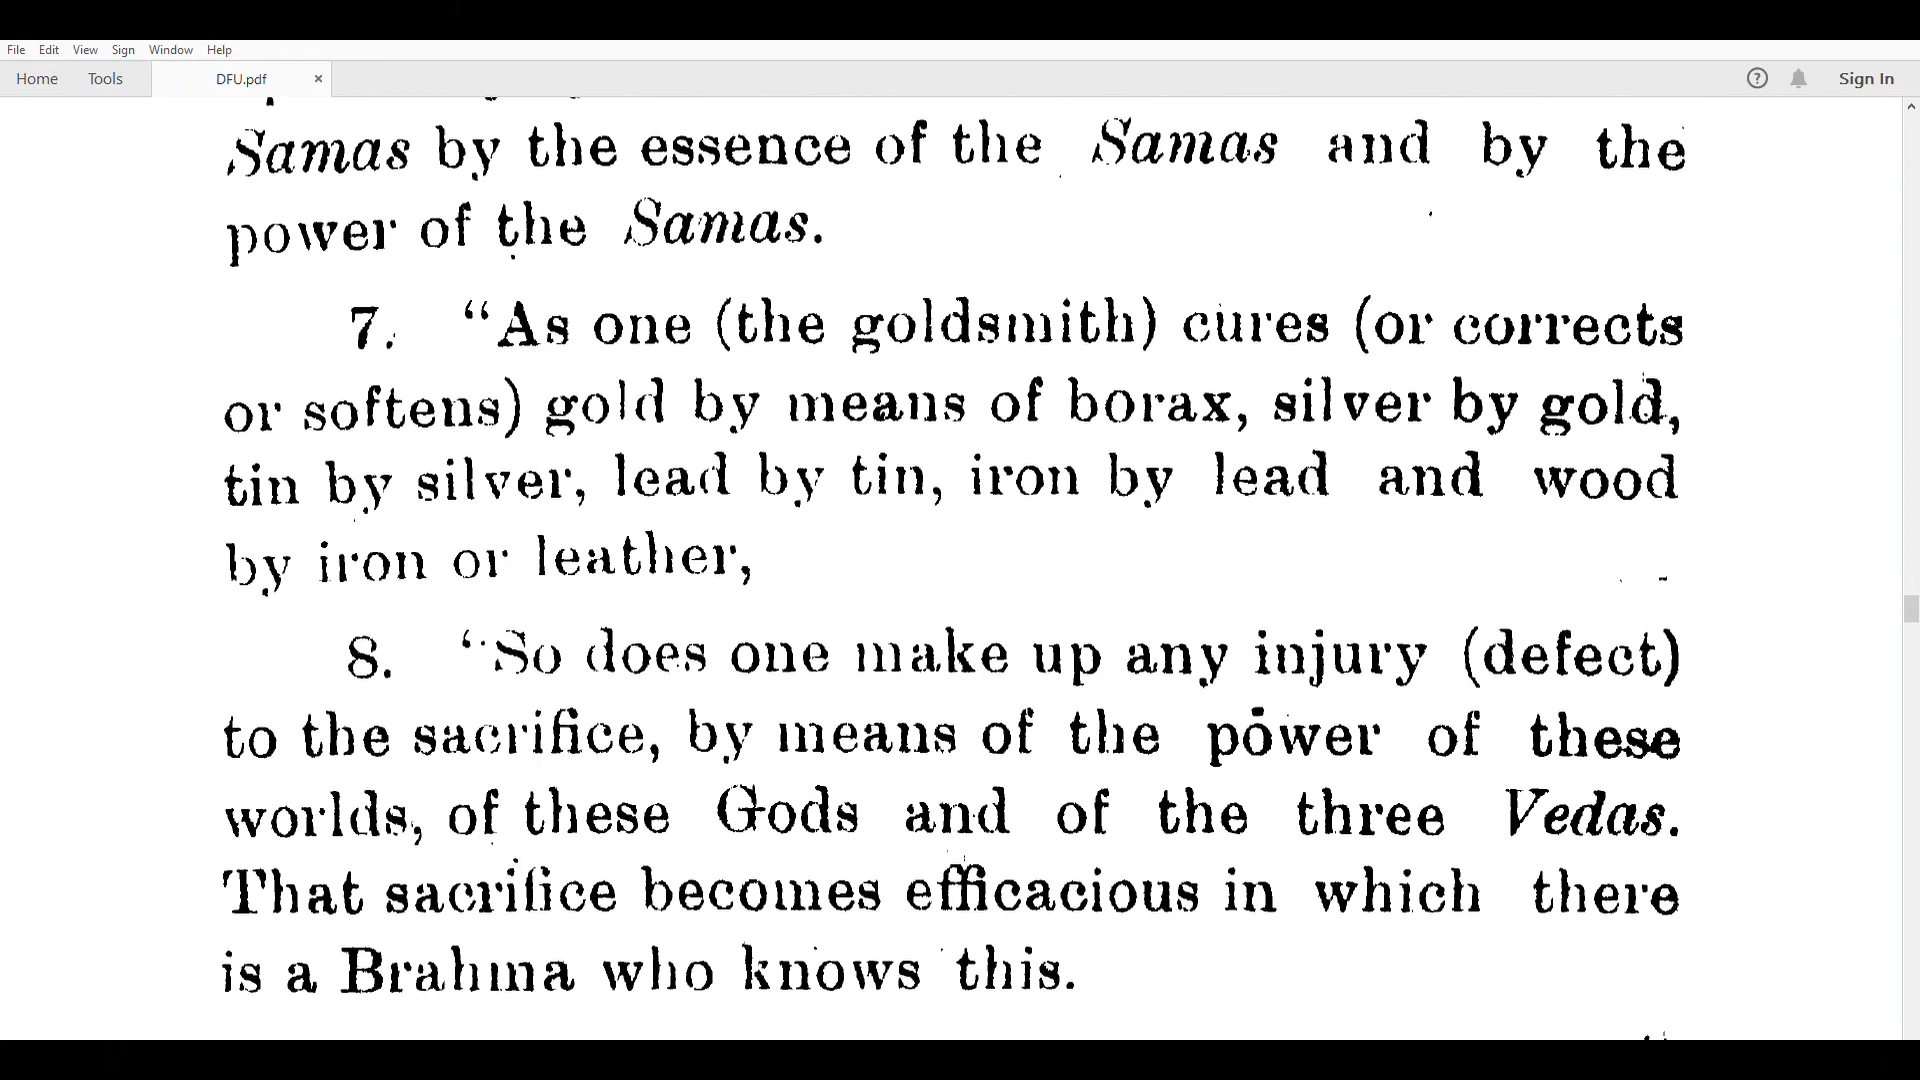 File Edit View Sign Window Help
Home Tools DFU.pdf × ? Sign In
Samas by the essence of the Samas and by the
power of the Samas.
7. “As one (the goldsmith) cures (or corrects
or softens) gold by means of borax, silver by gold,
tin by silver, lead by tin, iron by lead and wood
by iron or leather,
8. “So does one make up any injury (defect)
to the sacrifice, by means of the power of these
worlds, of these Gods and of the three Vedas.
That sacrifice becomes efficacious in which there
is a Brahma who knows this.